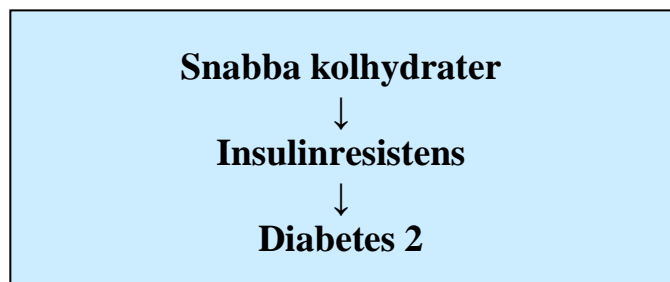 Snabba kolhydrater
↓
Insulinresistens
↓
Diabetes 2